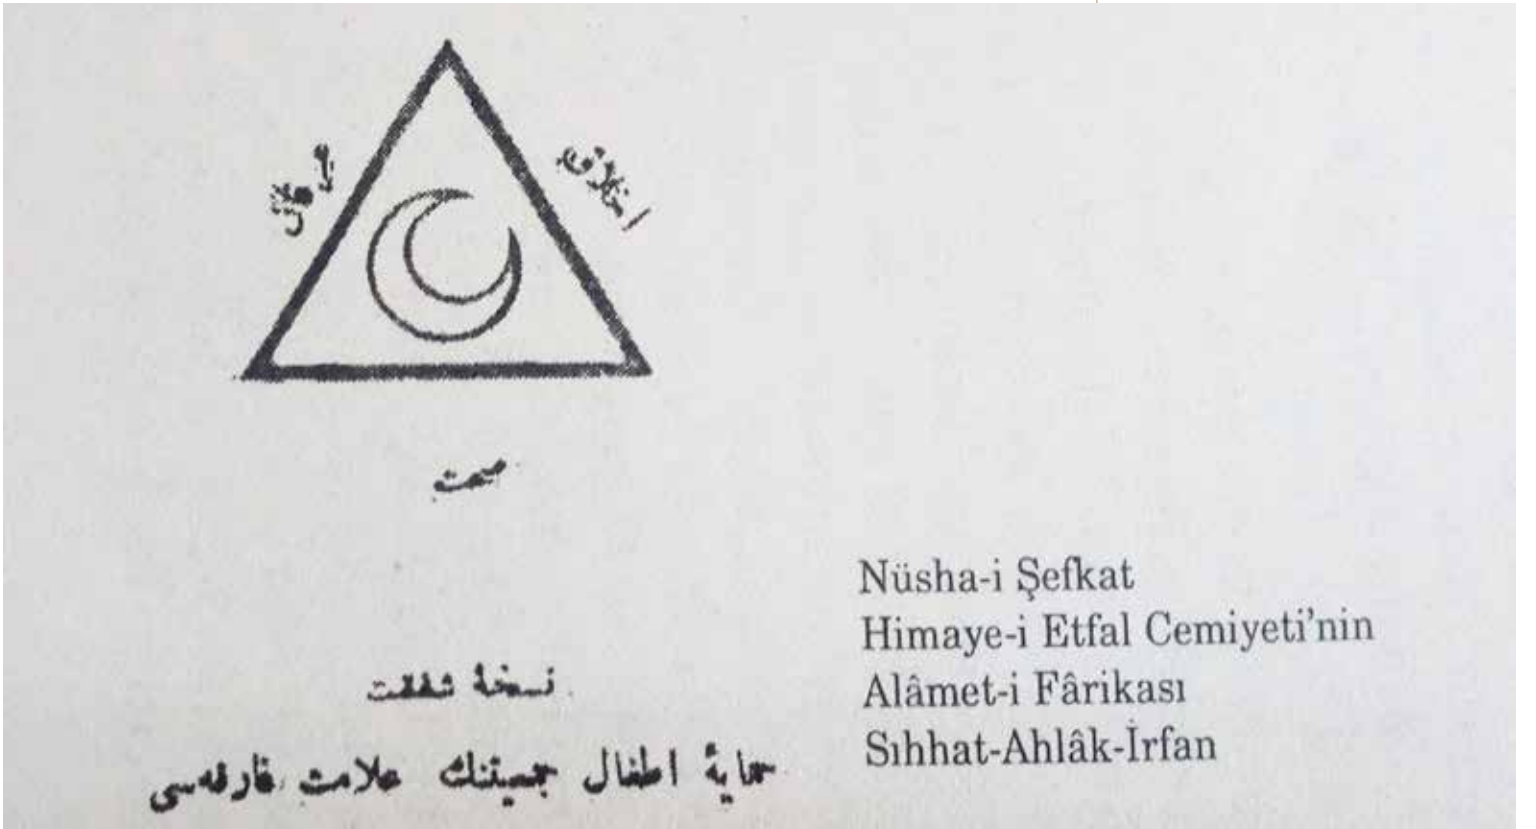 اخلاق
صحت
نسخهٔ شفقت
حمایهٔ اطفال جمعیتنك علامت فارقه‌سی
Nüsha-i Şefkat
Himaye-i Etfal Cemiyeti'nin
Alâmet-i Fârikası
Sıhhat-Ahlâk-İrfan